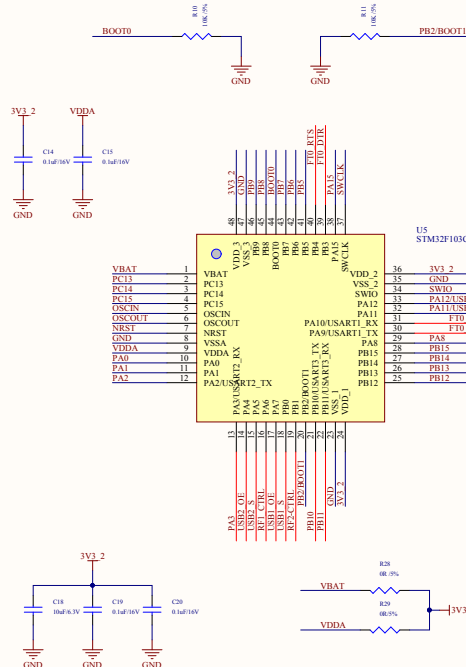 R10
10K /5%
BOOT0
GND
R11
10K /5%
PB2/BOOT1
GND
3V3_2
C14
0.1uF/16V
GND
VDDA
C15
0.1uF/16V
GND
3V3_2
GND
PB9
PB8
BOOT0
PB7
PB6
PB5
FT0_RTS
FT0_DTR
PA15
SWCLK
48
47
46
45
44
43
42
41
40
39
38
37
VDD_3
VSS_3
PB9
PB8
BOOT0
PB7
PB6
PB5
PB4
PB3
PA15
SWCLK
U5
STM32F103C
VBAT 1 VBAT
PC13 2 PC13
PC14 3 PC14
PC15 4 PC15
OSCIN 5 OSCIN
OSCOUT 6 OSCOUT
NRST 7 NRST
GND 8 VSSA
VDDA 9 VDDA
PA0 10 PA0
PA1 11 PA1
PA2 12 PA2/USART2_TX
VDD_2 36 3V3_2
VSS_2 35 GND
SWIO 34 SWIO
PA12 33 PA12/USB
PA11 32 PA11/USB
PA10/USART1_RX 31 FT0
PA9/USART1_TX 30 FT0
PA8 29 PA8
PB15 28 PB15
PB14 27 PB14
PB13 26 PB13
PB12 25 PB12
PA3/USART2_RX
PA4
PA5
PA6
PA7
PB0
PB1
PB2/BOOT1
PB10/USART3_TX
PB11/USART3_RX
VSS_1
VDD_1
13
14
15
16
17
18
19
20
21
22
23
24
PA3
USB2_OE
USB2_S
RF1_CTRL
USB1_OE
USB1_S
RF2-CTRL
PB2/BOOT1
PB10
PB11
GND
3V3_2
3V3_2
C18
10uF/6.3V
C19
0.1uF/16V
C20
0.1uF/16V
GND
GND
GND
R28
0R /5%
VBAT
R29
0R/5%
VDDA
3V3